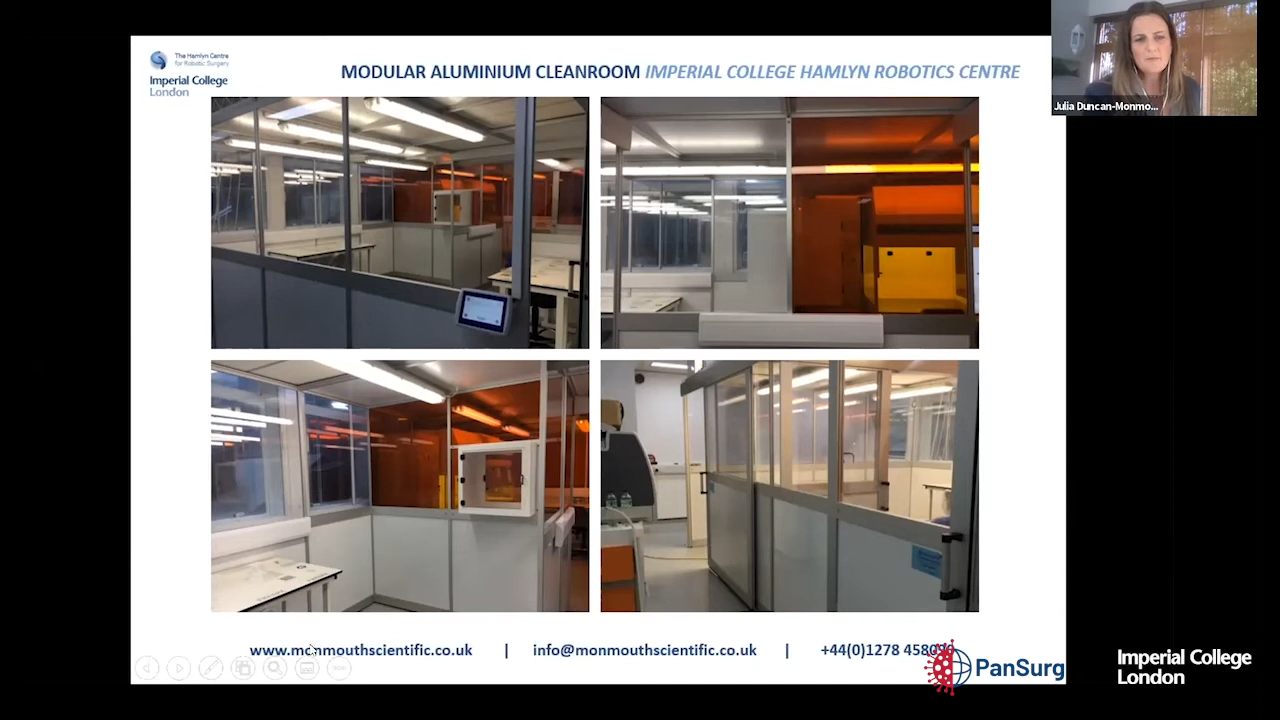 The Hamlyn Centre
for Robotic Surgery
Imperial College
London
MODULAR ALUMINIUM CLEANROOM IMPERIAL COLLEGE HAMLYN ROBOTICS CENTRE
Julia Duncan-Monmo...
www.monmouthscientific.co.uk | info@monmouthscientific.co.uk | +44(0)1278 458090
PanSurg
Imperial College
London